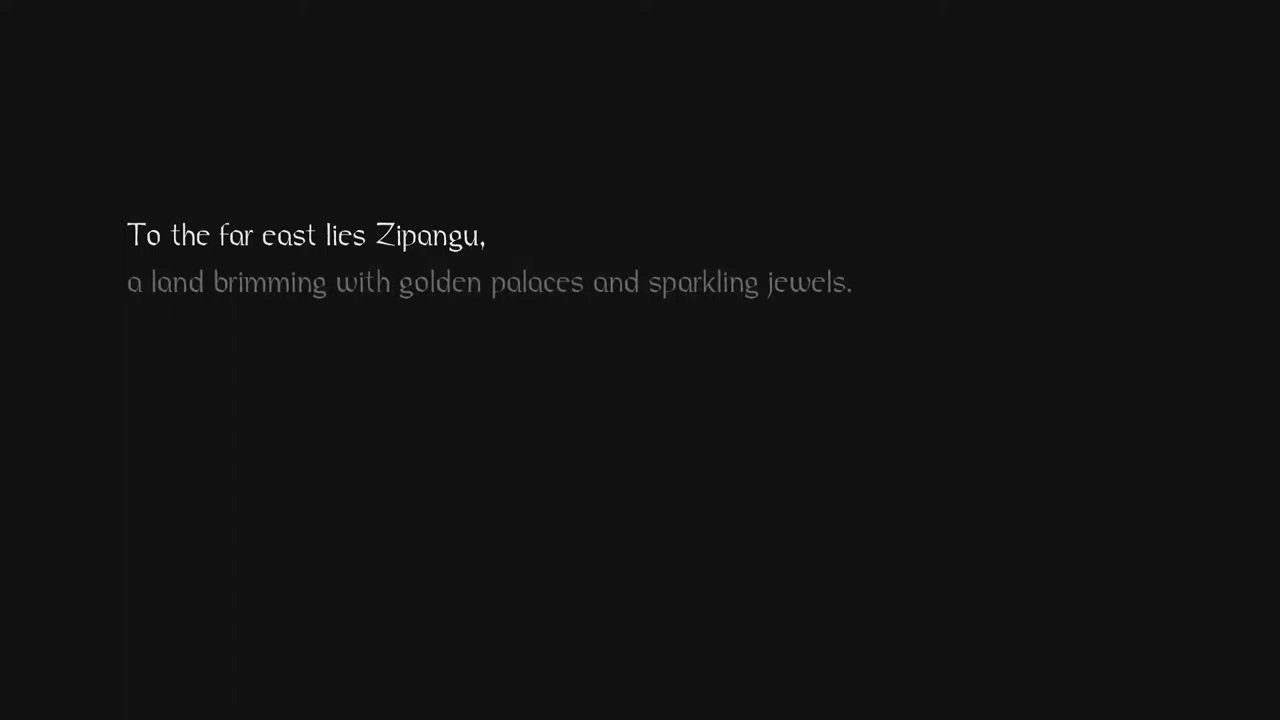 To the far east lies Zipangu,
a land brimming with golden palaces and sparkling jewels.